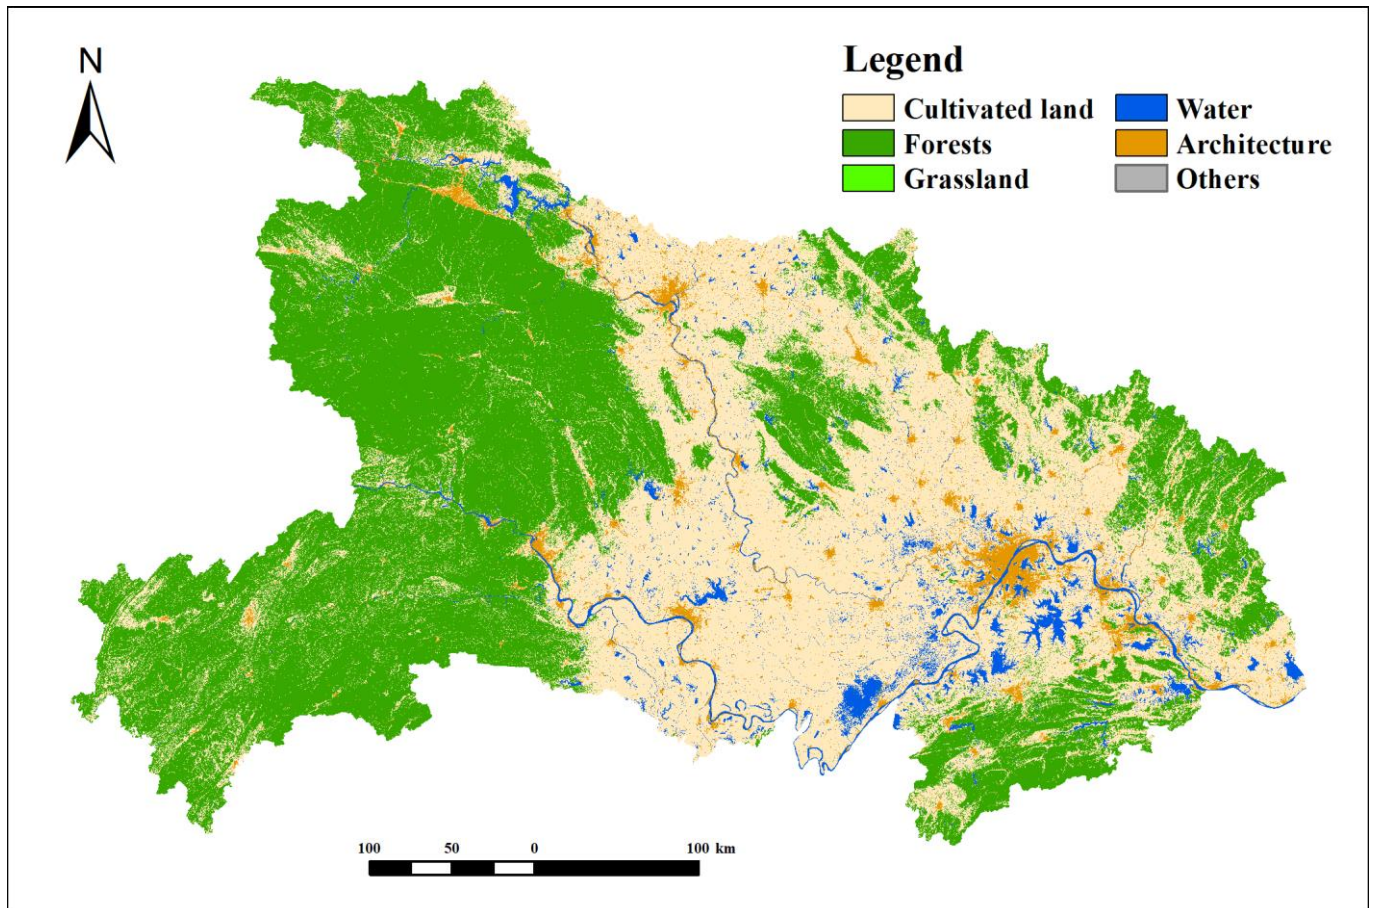 N
Legend
Cultivated land
Water
Forests
Architecture
Grassland
Others
100 50 0 100 km